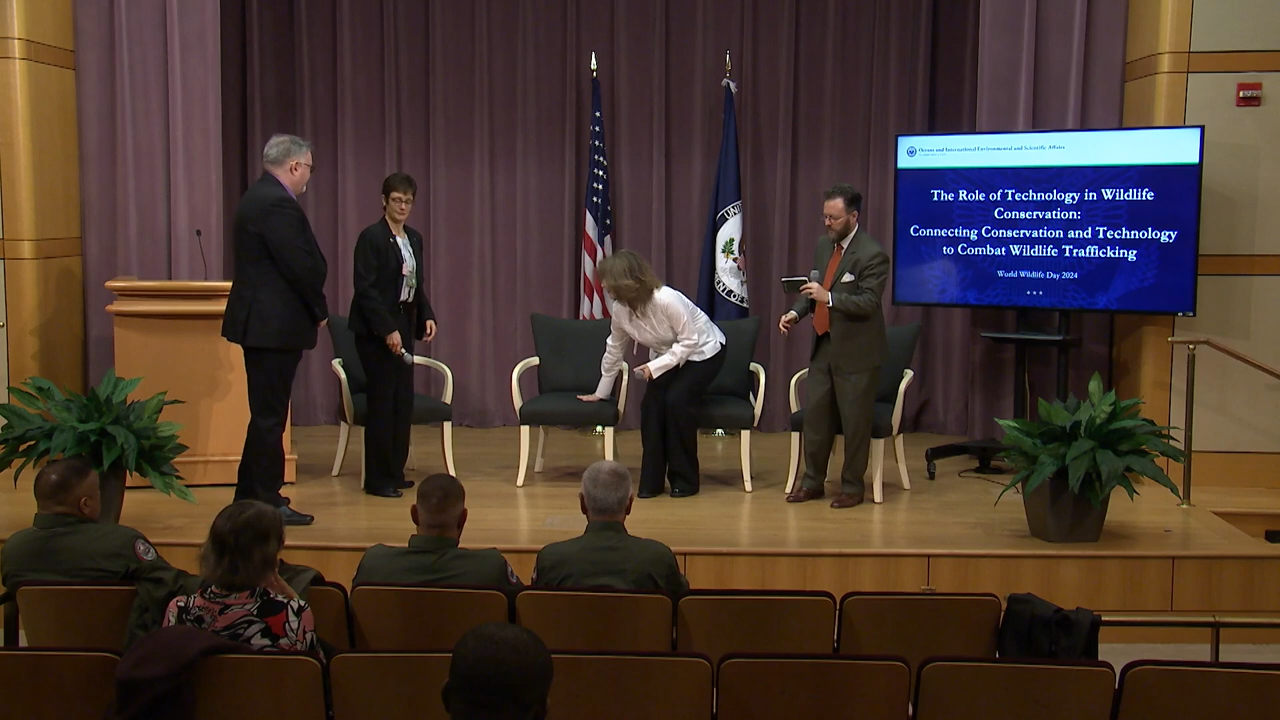 Oceans and International Environmental and Scientific Affairs
The Role of Technology in Wildlife
Conservation:
Connecting Conservation and Technology
to Combat Wildlife Trafficking
World Wildlife Day 2024